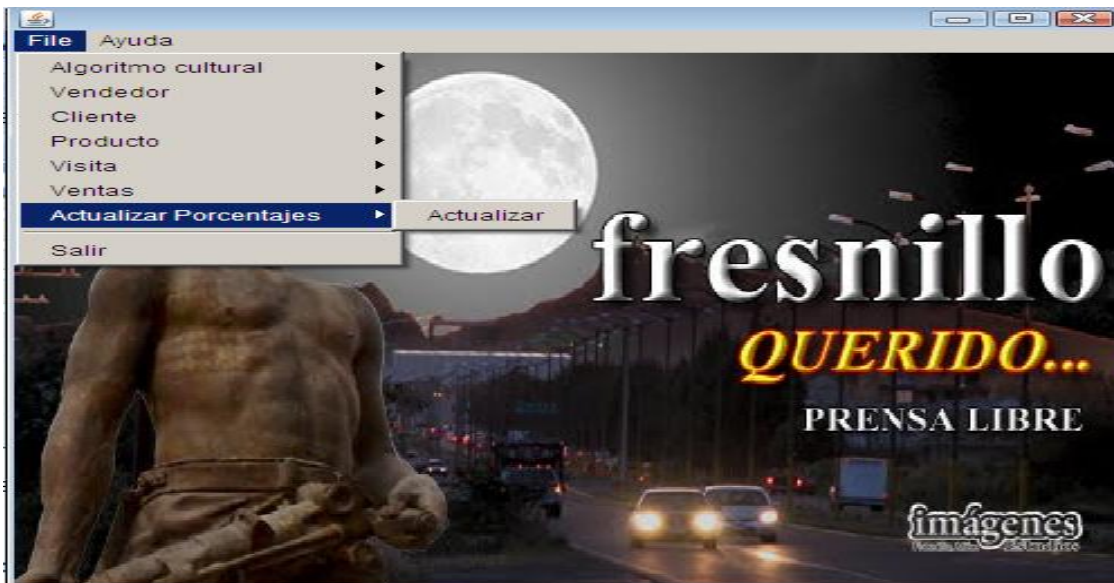 File Ayuda
Algoritmo cultural
Vendedor
Cliente
Producto
Visita
Ventas
Actualizar Porcentajes Actualizar
Salir
fresnillo
QUERIDO...
PRENSA LIBRE
imágenes